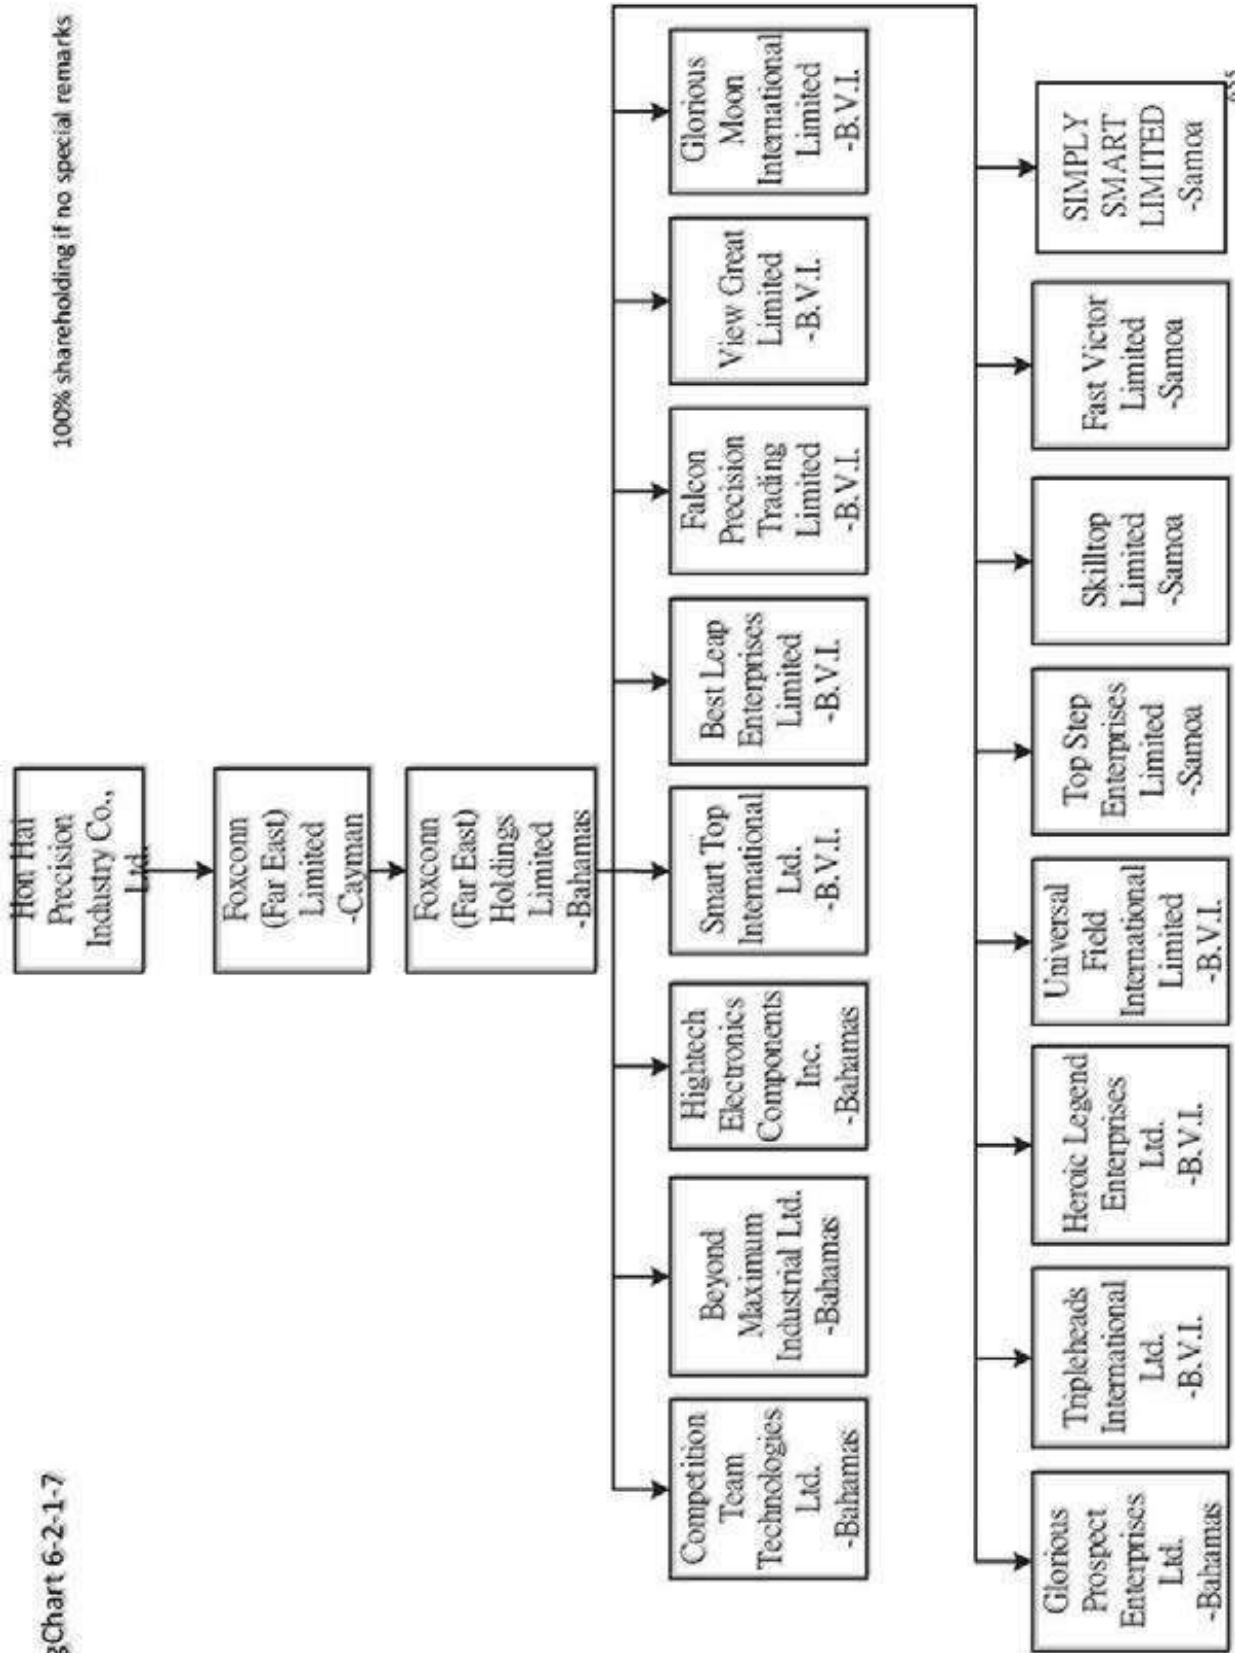 gChart 6-2-1-7
100% shareholding if no special remarks
Hon Hai
Precision
Industry Co.,
Ltd.
Foxconn
(Far East)
Limited
-Cayman
Foxconn
(Far East)
Holdings
Limited
-Bahamas
Competition
Team
Technologies
Ltd.
-Bahamas
Beyond
Maximum
Industrial Ltd.
-Bahamas
Hightech
Electronics
Components
Inc.
-Bahamas
Smart Top
International
Ltd.
-B.V.I.
Best Leap
Enterprises
Limited
-B.V.I.
Falcon
Precision
Trading
Limited
-B.V.I.
View Great
Limited
-B.V.I.
Glorious
Moon
International
Limited
-B.V.I.
Glorious
Prospect
Enterprises
Ltd.
-Bahamas
Tripleheads
International
Ltd.
-B.V.I.
Heroic Legend
Enterprises
Ltd.
-B.V.I.
Universal
Field
International
Limited
-B.V.I.
Top Step
Enterprises
Limited
-Samoa
Skilltop
Limited
-Samoa
Fast Victor
Limited
-Samoa
SIMPLY
SMART
LIMITED
-Samoa